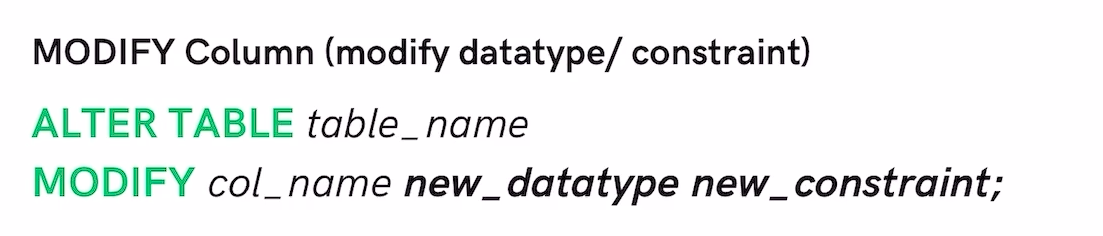 MODIFY Column (modify datatype/ constraint)
ALTER TABLE table_name
MODIFY col_name new_datatype new_constraint;